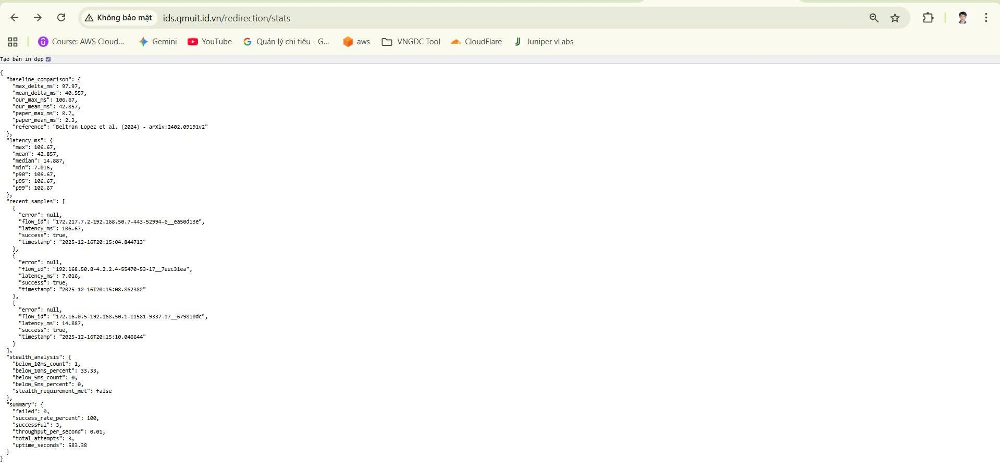 Không bảo mật
ids.qmuit.id.vn/redirection/stats
Course: AWS Cloud...
Gemini
YouTube
Quản lý chi tiêu - G...
aws
VNGDC Tool
CloudFlare
Juniper vLabs
Tạo bản in đẹp
{
"baseline_comparison": {
"max_delta_ms": 97.97,
"mean_delta_ms": 40.557,
"our_max_ms": 106.67,
"our_mean_ms": 42.857,
"paper_max_ms": 8.7,
"paper_mean_ms": 2.3,
"reference": "Beltran Lopez et al. (2024) - arXiv:2402.09191v2"
},
"latency_ms": {
"max": 106.67,
"mean": 42.857,
"median": 14.887,
"min": 7.016,
"p90": 106.67,
"p95": 106.67,
"p99": 106.67
},
"recent_samples": [
{
"error": null,
"flow_id": "172.217.7.2-192.168.50.7-443-52994-6__ea50d13e",
"latency_ms": 106.67,
"success": true,
"timestamp": "2025-12-16T20:15:04.844713"
},
{
"error": null,
"flow_id": "192.168.50.8-4.2.2.4-55470-53-17__7eec31ea",
"latency_ms": 7.016,
"success": true,
"timestamp": "2025-12-16T20:15:08.862382"
},
{
"error": null,
"flow_id": "172.16.0.5-192.168.50.1-11581-9337-17__679810dc",
"latency_ms": 14.887,
"success": true,
"timestamp": "2025-12-16T20:15:10.046644"
}
],
"stealth_analysis": {
"below_10ms_count": 1,
"below_10ms_percent": 33.33,
"below_5ms_count": 0,
"below_5ms_percent": 0,
"stealth_requirement_met": false
},
"summary": {
"failed": 0,
"success_rate_percent": 100,
"successful": 3,
"throughput_per_second": 0.01,
"total_attempts": 3,
"uptime_seconds": 583.38
}
}